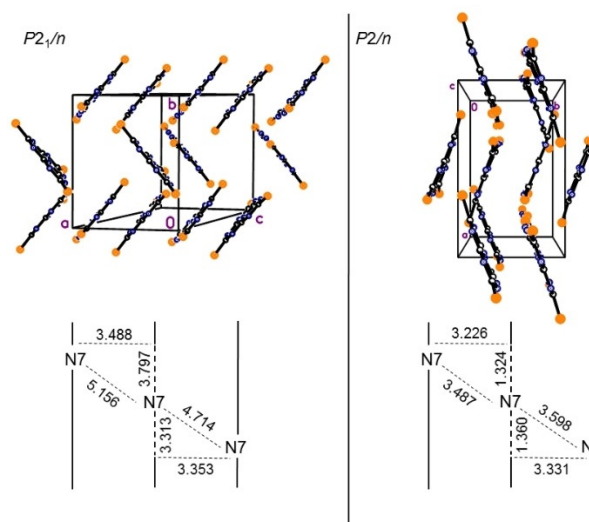 P2₁/n
b
a
0
c
3.488
N7
3.797
5.156
N7
4.714
3.313
N7
3.353
P2/n
c
0
b
a
3.226
N7
1.324
3.487
N7
3.598
1.360
N
3.331